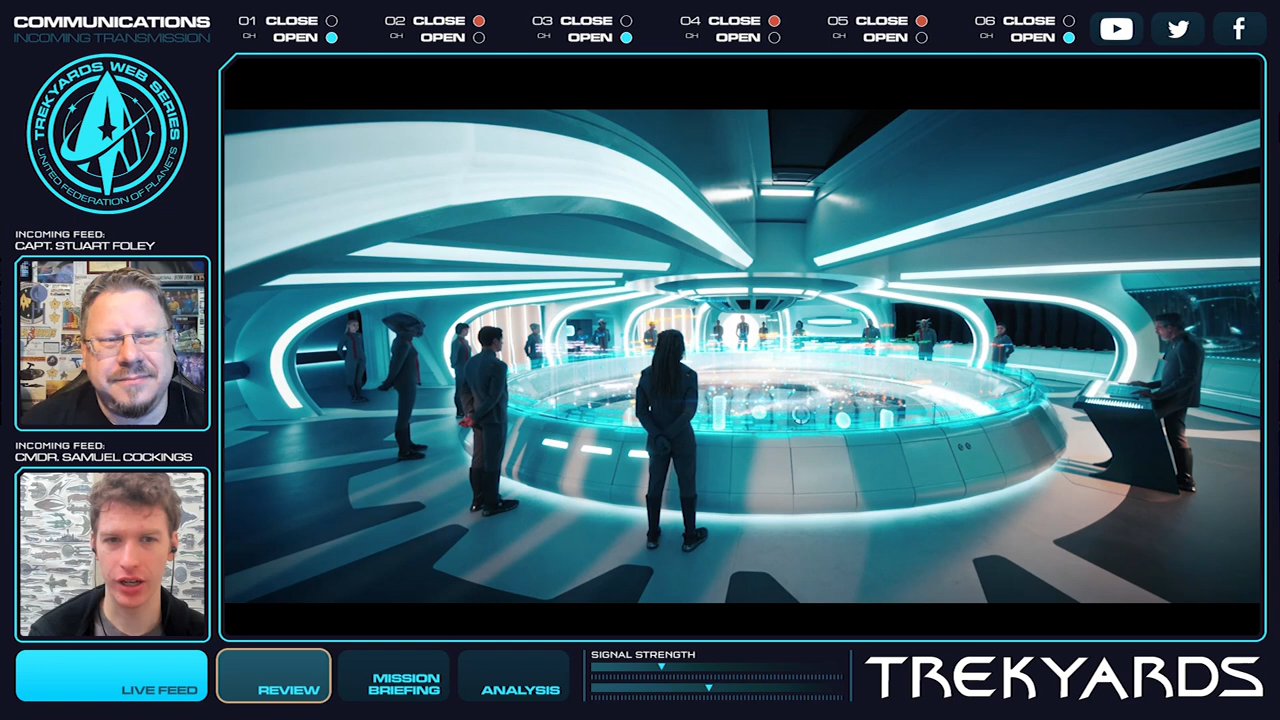 COMMUNICATIONS
INCOMING TRANSMISSION
01 CLOSE
CH OPEN
02 CLOSE
CH OPEN
03 CLOSE
CH OPEN
04 CLOSE
CH OPEN
05 CLOSE
CH OPEN
06 CLOSE
CH OPEN
TREKYARDS WEB SERIES
UNITED FEDERATION OF PLANETS
INCOMING FEED:
CAPT. STUART FOLEY
INCOMING FEED:
CMDR. SAMUEL COCKINGS
LIVE FEED
REVIEW
MISSION
BRIEFING
ANALYSIS
SIGNAL STRENGTH
TREKYARDS